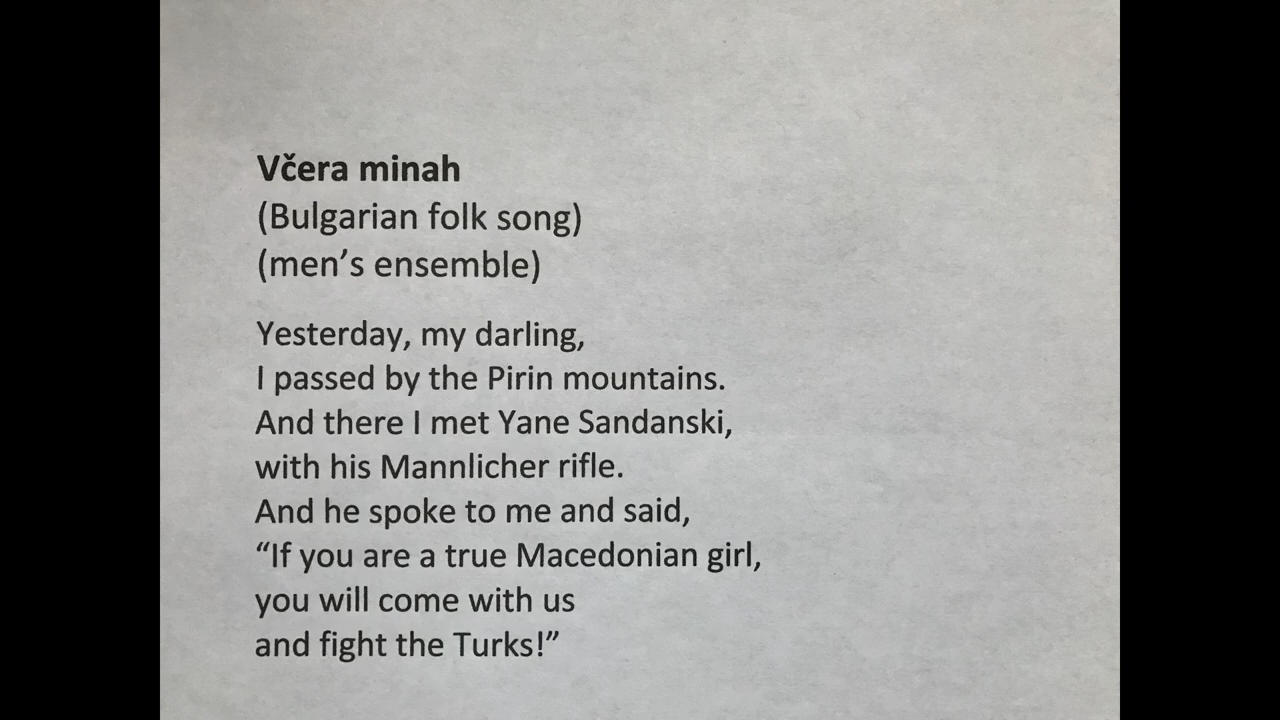 Včera minah
(Bulgarian folk song)
(men’s ensemble)
Yesterday, my darling,
I passed by the Pirin mountains.
And there I met Yane Sandanski,
with his Mannlicher rifle.
And he spoke to me and said,
“If you are a true Macedonian girl,
you will come with us
and fight the Turks!”